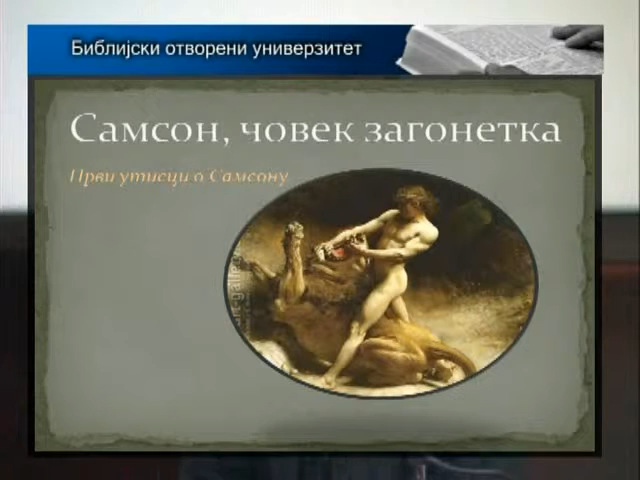 Библијски отворени универзитет
Самсон, човек загонетка
Први утисци о Самсону